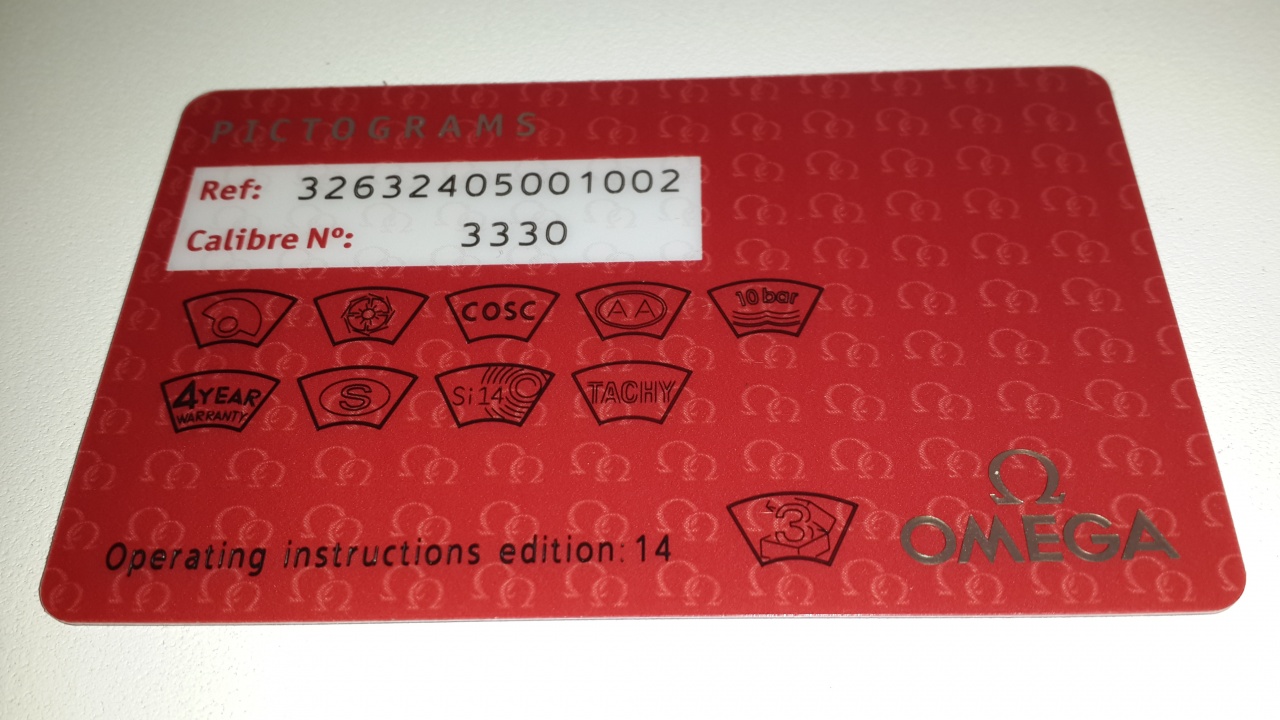 PICTOGRAMS
Ref: 32632405001002
Calibre Nº: 3330
COSC AA 10 bar
4 YEAR WARRANTY S Si14 TACHY
Operating instructions edition: 14
3
Ω
OMEGA